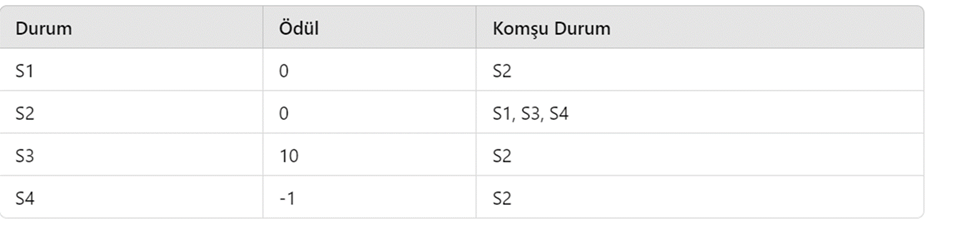 Durum Ödül Komşu Durum
S1 0 S2
S2 0 S1, S3, S4
S3 10 S2
S4 -1 S2